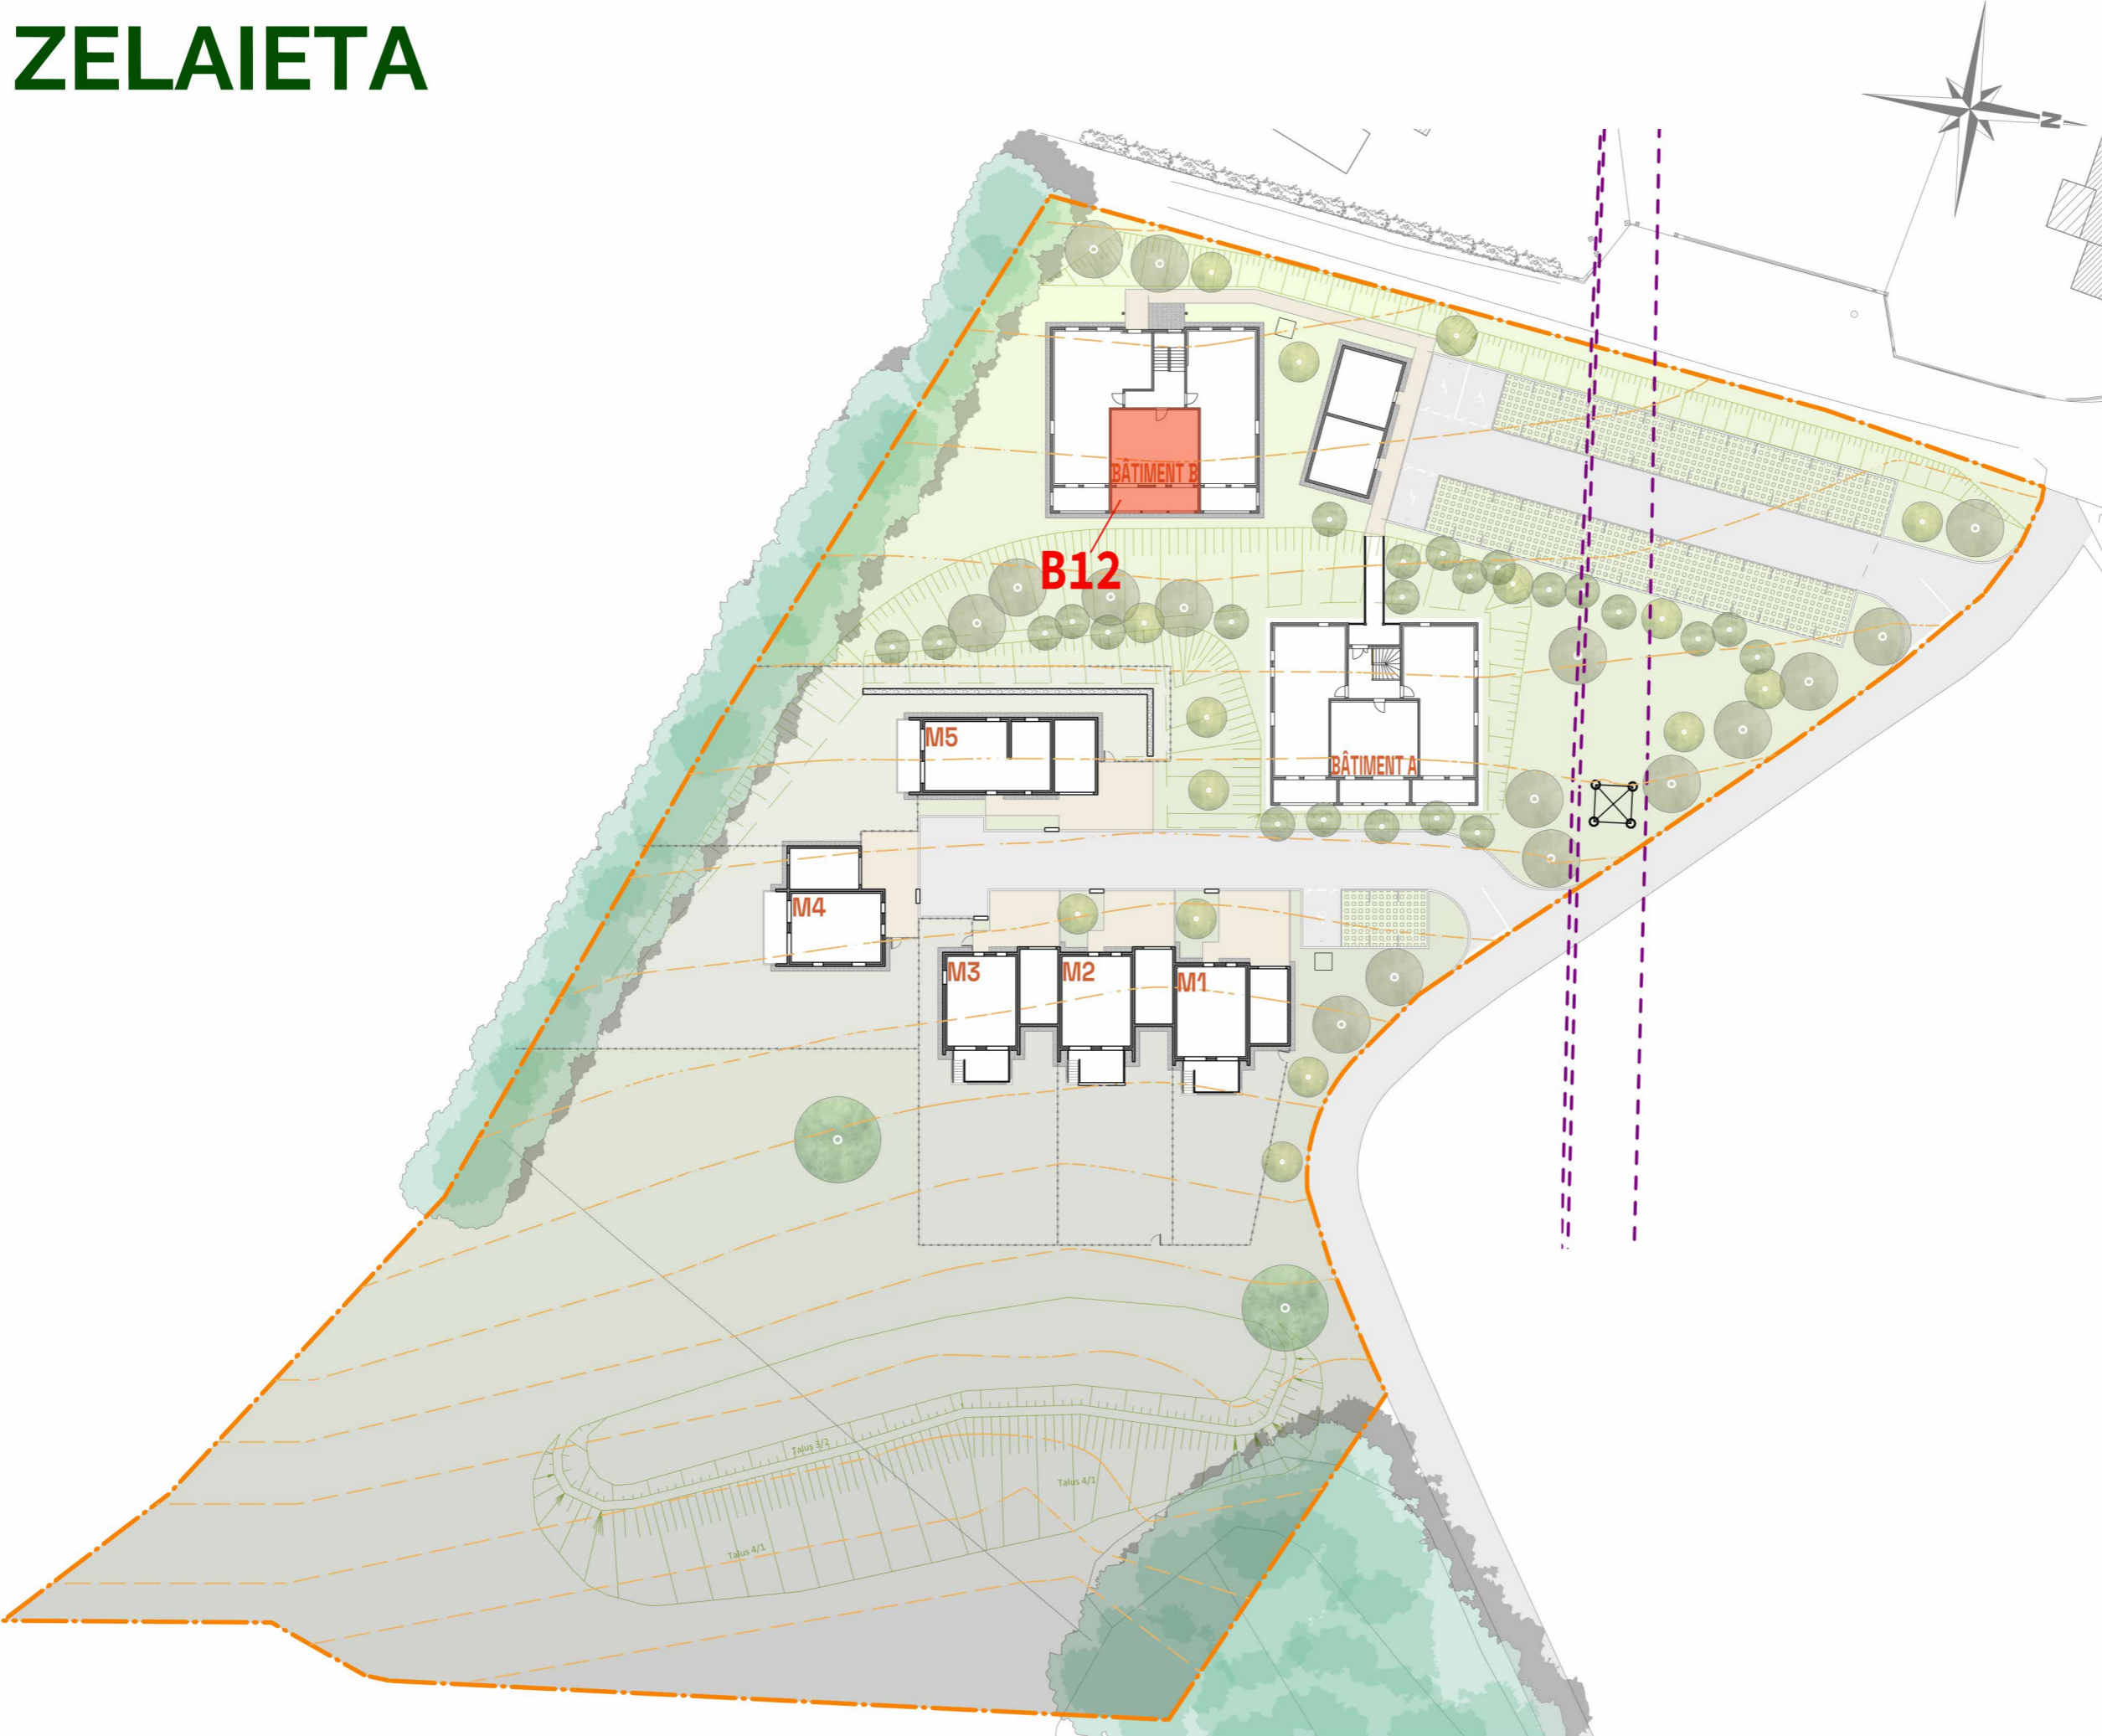 ZELAIETA
N
BÂTIMENT B
B12
M5
BÂTIMENT A
M4
M3
M2
M1
Talus 3/2
Talus 4/1
Talus 4/1